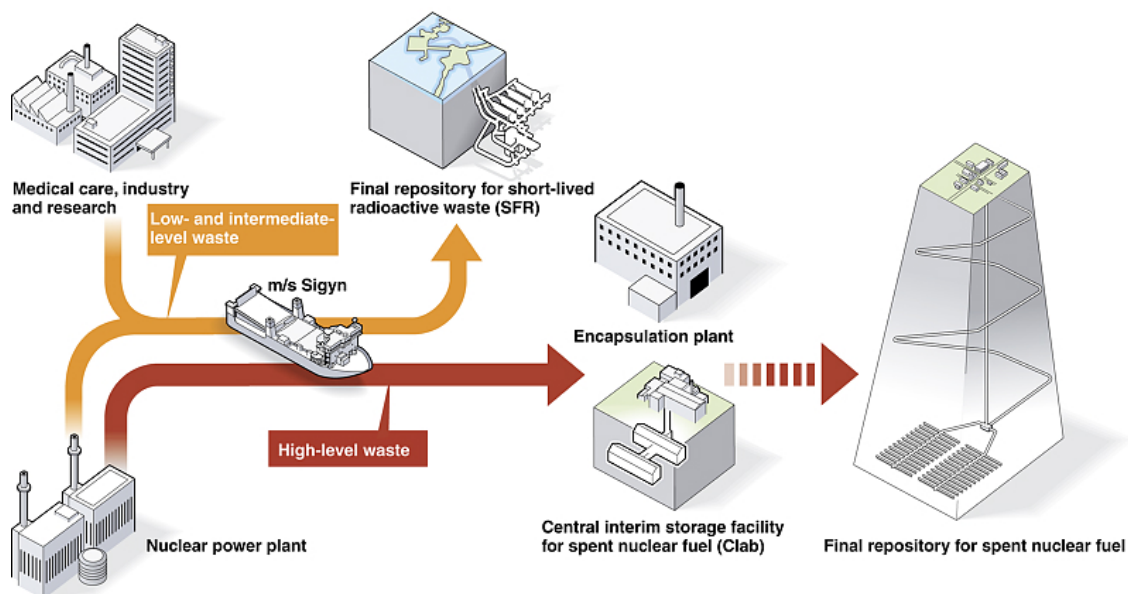 Medical care, industry
and research
Final repository for short-lived
radioactive waste (SFR)
Low- and intermediate-
level waste
m/s Sigyn
Encapsulation plant
High-level waste
Nuclear power plant
Central interim storage facility
for spent nuclear fuel (Clab)
Final repository for spent nuclear fuel